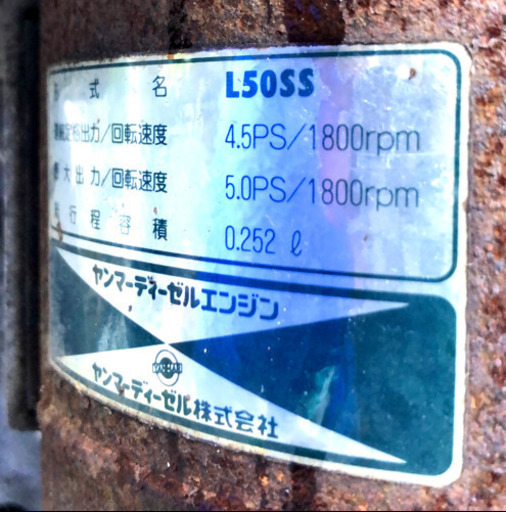 形式名 L50SS
連続定格出力/回転速度 4.5PS/1800rpm
最大出力/回転速度 5.0PS/1800rpm
行程容積 0.252 ℓ
ヤンマーディーゼルエンジン
ヤンマーディーゼル株式会社